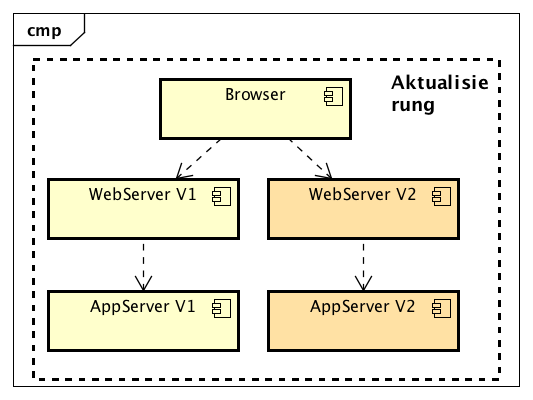 cmp
Aktualisie
rung
Browser
WebServer V1
WebServer V2
AppServer V1
AppServer V2